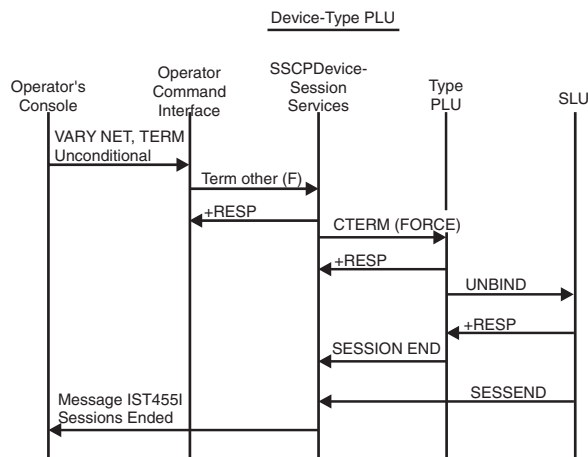 Device-Type PLU
Operator's
Console
Operator
Command
Interface
SSCPDevice-
Session
Services
Type
PLU
SLU
VARY NET, TERM
Unconditional
Term other (F)
+RESP
CTERM (FORCE)
+RESP
UNBIND
+RESP
SESSION END
SESSEND
Message IST455I
Sessions Ended